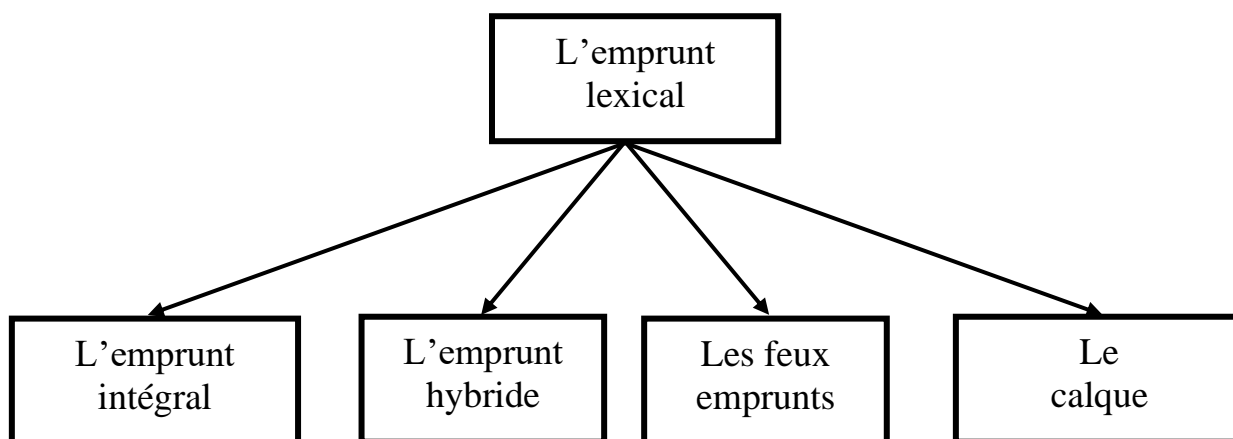 L’emprunt
lexical
L’emprunt
intégral
L’emprunt
hybride
Les feux
emprunts
Le
calque